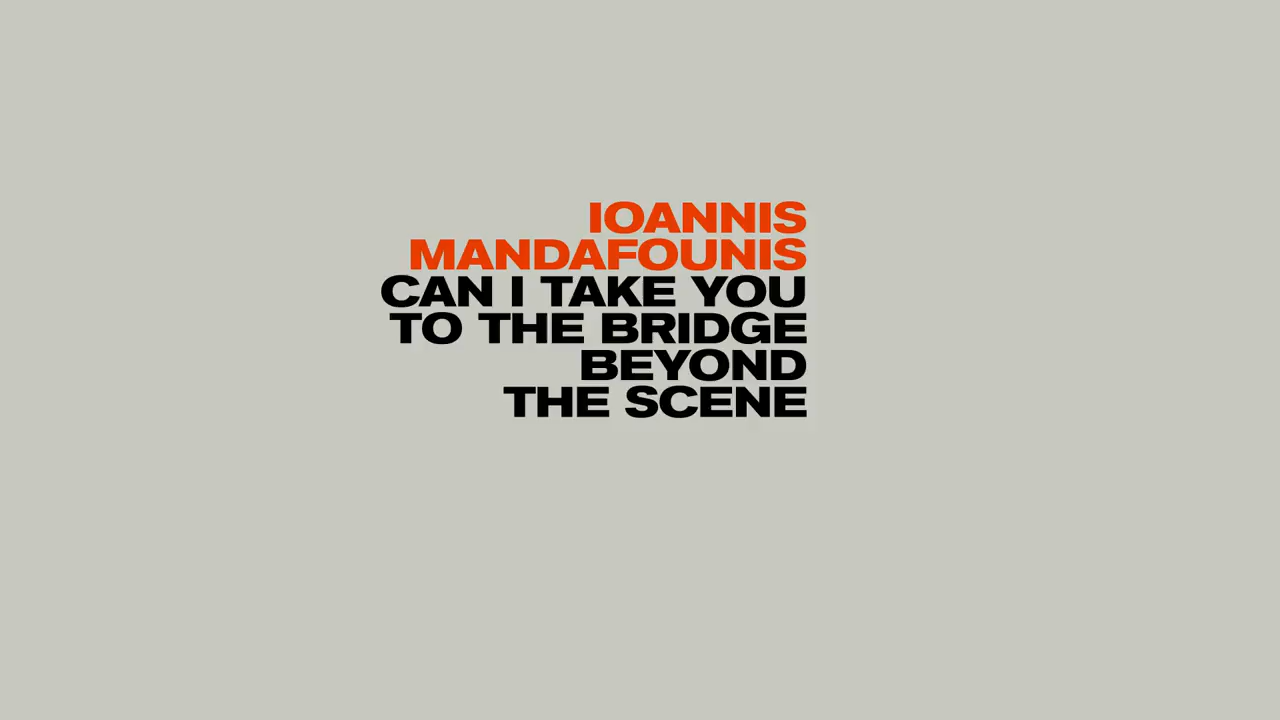 IOANNIS
MANDAFOUNIS
CAN I TAKE YOU
TO THE BRIDGE
BEYOND
THE SCENE